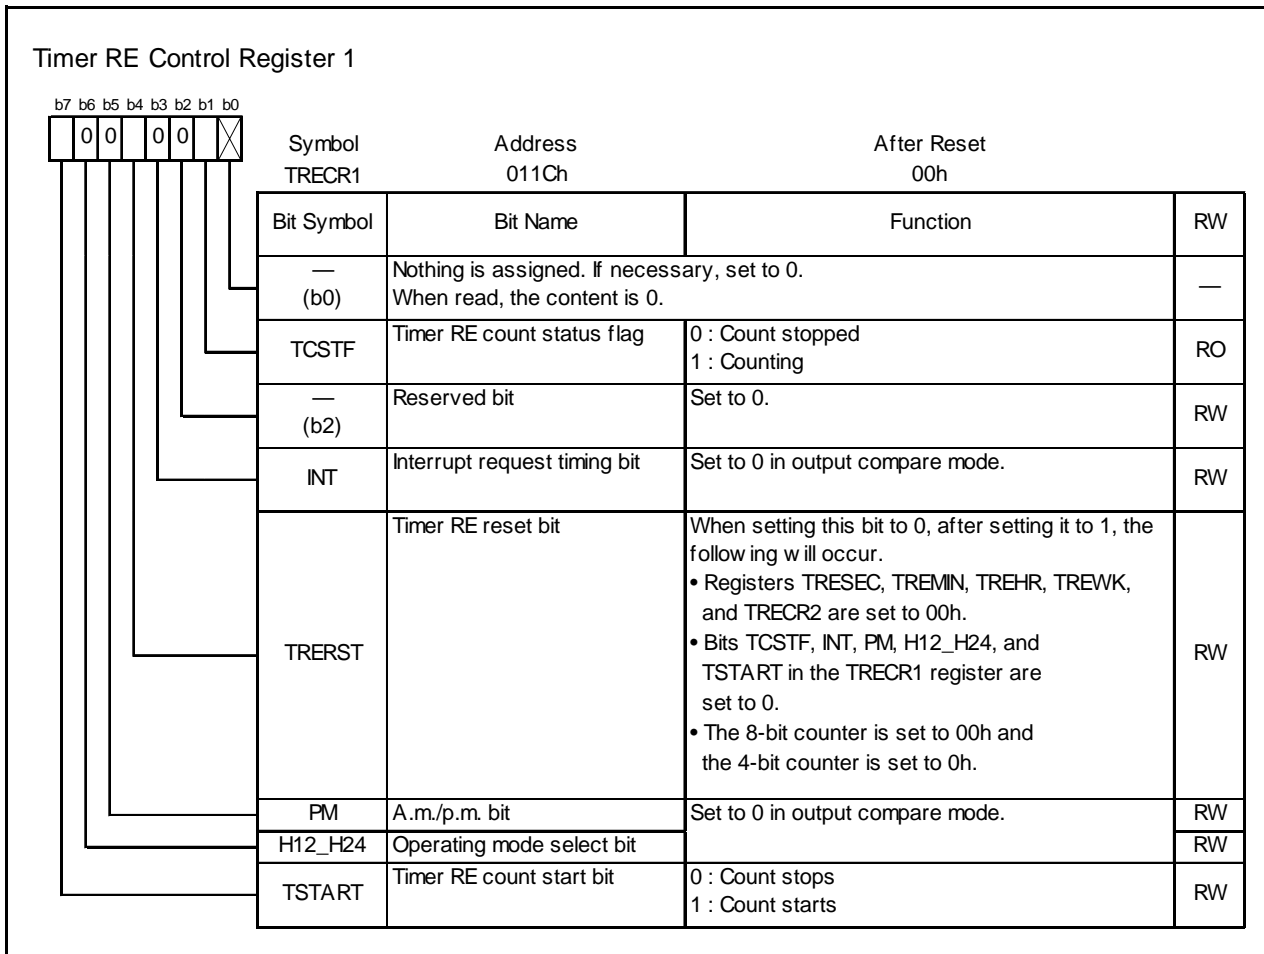 Timer RE Control Register 1
b7 b6 b5 b4 b3 b2 b1 b0
0 0 0 0
Symbol Address After Reset
TRECR1 011Ch 00h
Bit Symbol Bit Name Function RW
— (b0) Nothing is assigned. If necessary, set to 0. —
When read, the content is 0.
TCSTF Timer RE count status flag 0 : Count stopped RO
1 : Counting
— (b2) Reserved bit Set to 0. RW
INT Interrupt request timing bit Set to 0 in output compare mode. RW
TRERST Timer RE reset bit When setting this bit to 0, after setting it to 1, the RW
following will occur.
• Registers TRESEC, TREMIN, TREHR, TREWK,
and TRECR2 are set to 00h.
• Bits TCSTF, INT, PM, H12_H24, and
TSTART in the TRECR1 register are
set to 0.
• The 8-bit counter is set to 00h and
the 4-bit counter is set to 0h.
PM A.m./p.m. bit Set to 0 in output compare mode. RW
H12_H24 Operating mode select bit RW
TSTART Timer RE count start bit 0 : Count stops RW
1 : Count starts